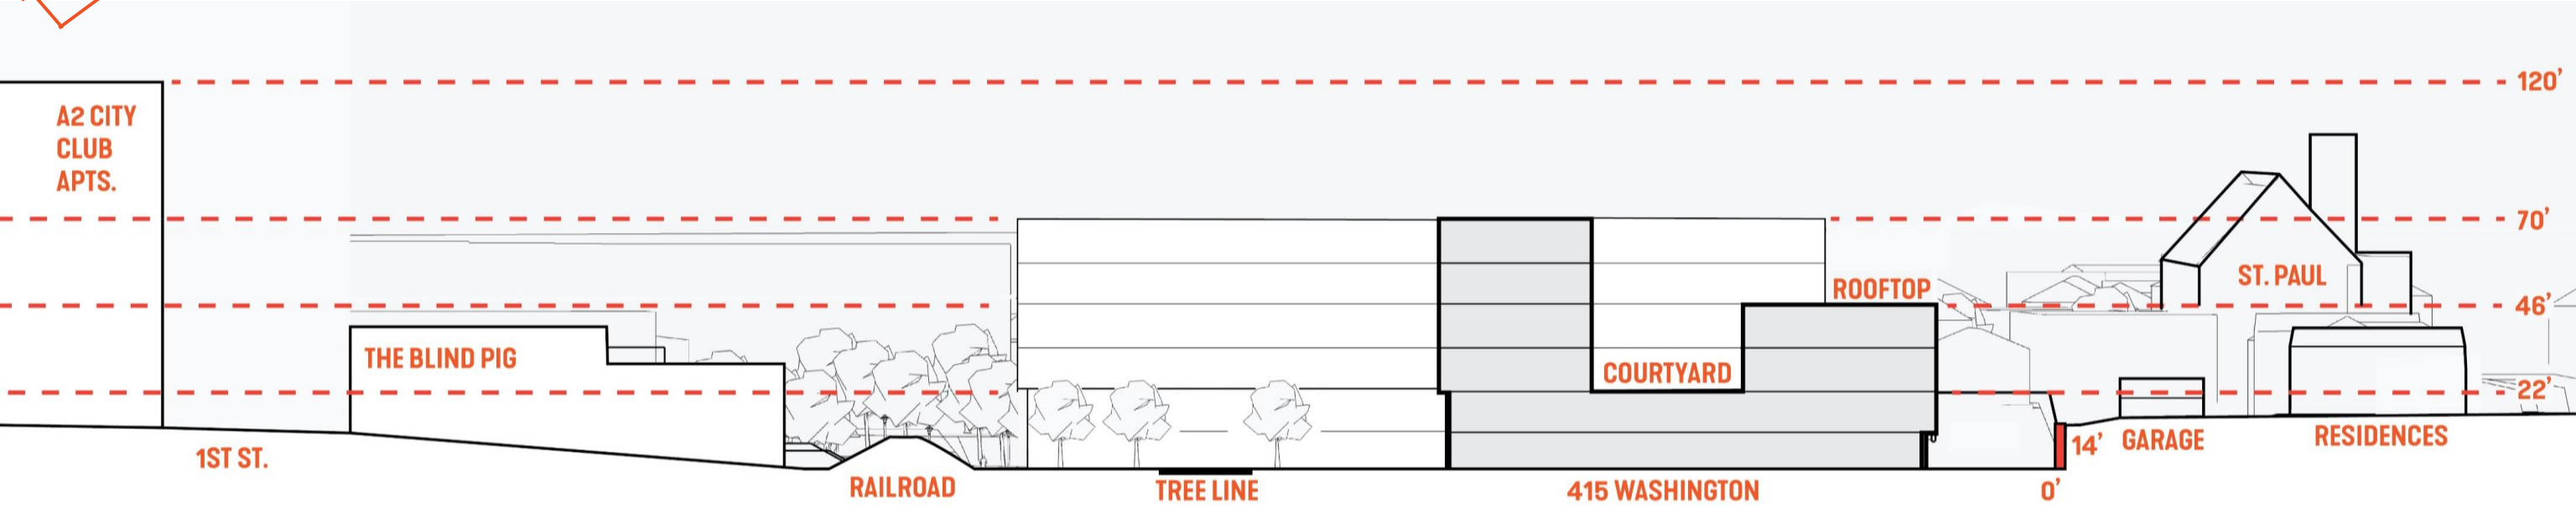 120’
A2 CITY
CLUB
APTS.
70’
ST. PAUL
ROOFTOP
46’
THE BLIND PIG
COURTYARD
22’
1ST ST.
14’
GARAGE
RESIDENCES
RAILROAD
TREE LINE
415 WASHINGTON
0’